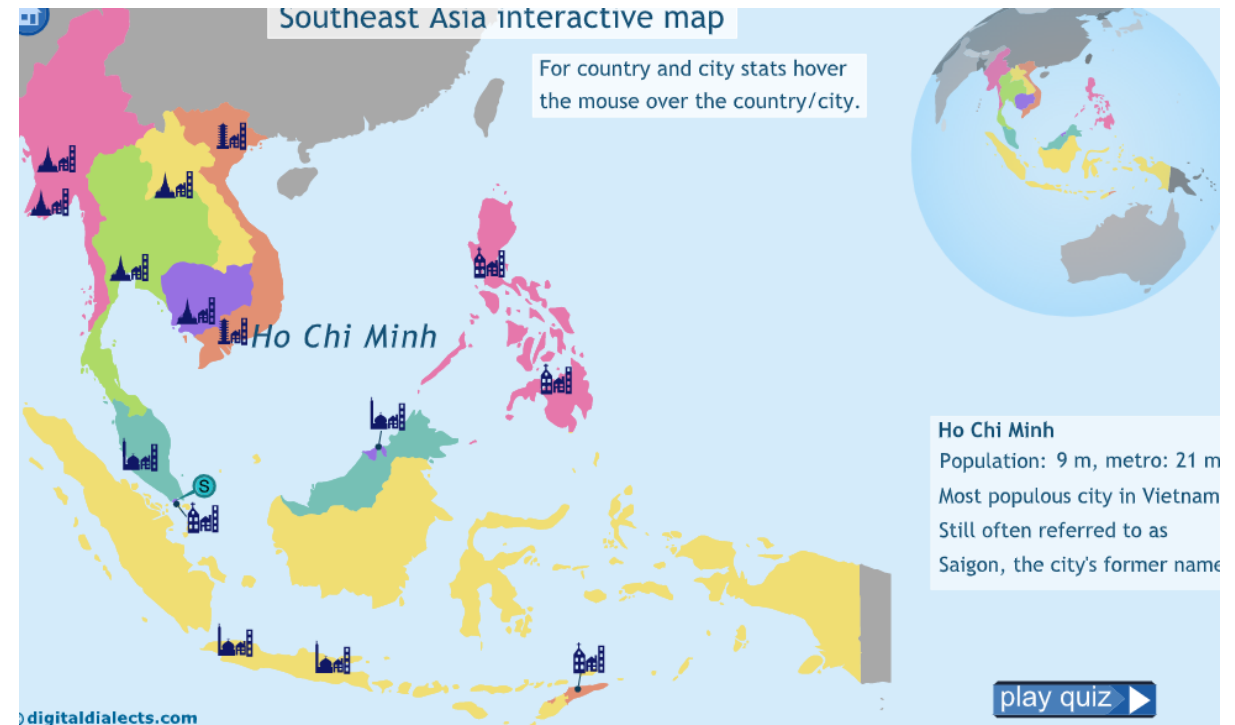 Southeast Asia interactive map
For country and city stats hover
the mouse over the country/city.
Ho Chi Minh
S
Ho Chi Minh
Population: 9 m, metro: 21 m
Most populous city in Vietnam
Still often referred to as
Saigon, the city's former name
play quiz
digitaldialects.com